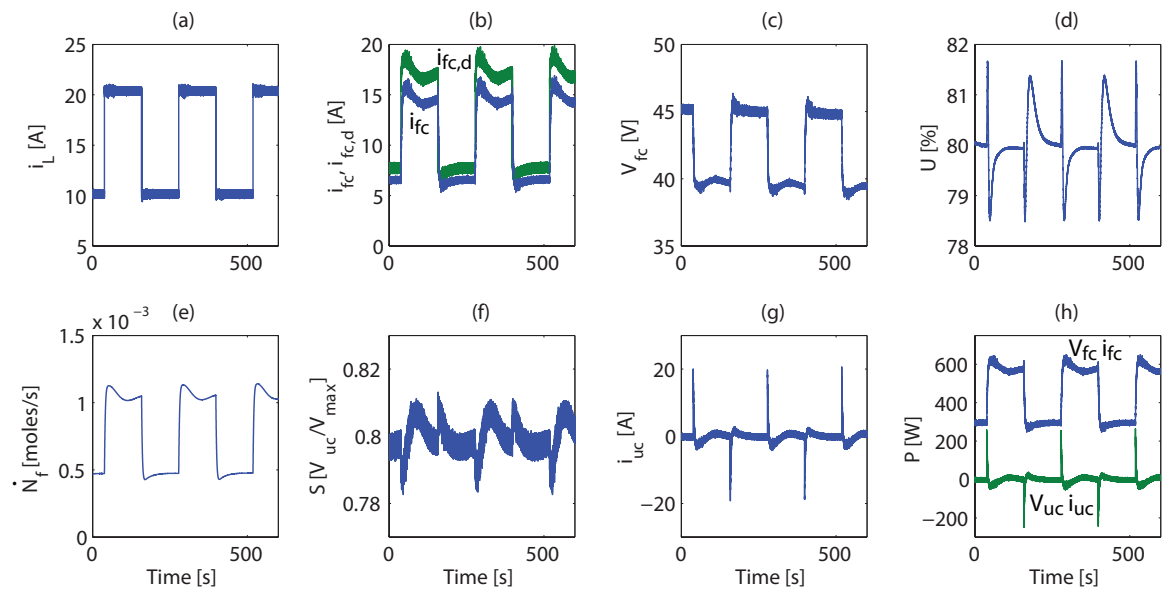 (a)
25
20
15
10
5
0
500
i_L [A]
(b)
20
15
10
5
0
0
500
i_fc, i_fc,d [A]
i_fc,d
i_fc
(c)
50
45
40
35
0
500
V_fc [V]
(d)
82
81
80
79
78
0
500
U [%]
(e)
x 10^−3
1.5
1
0.5
0
0
500
Ṅ_f [moles/s]
Time [s]
(f)
0.82
0.8
0.78
0
500
S [V_uc/V_max]
Time [s]
(g)
20
0
−20
0
500
i_uc [A]
Time [s]
(h)
600
400
200
0
−200
0
500
P [W]
V_fc i_fc
V_uc i_uc
Time [s]